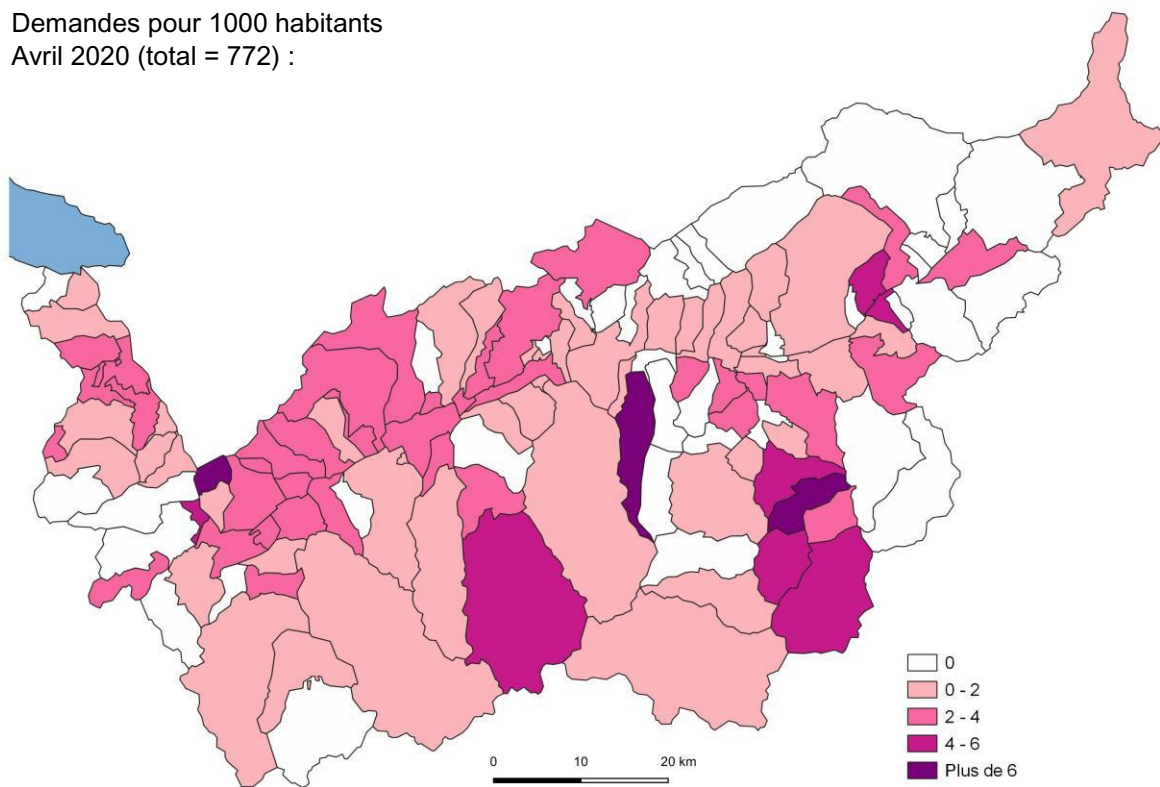 Demandes pour 1000 habitants
Avril 2020 (total = 772) :
0
0 - 2
2 - 4
4 - 6
Plus de 6
0 10 20 km